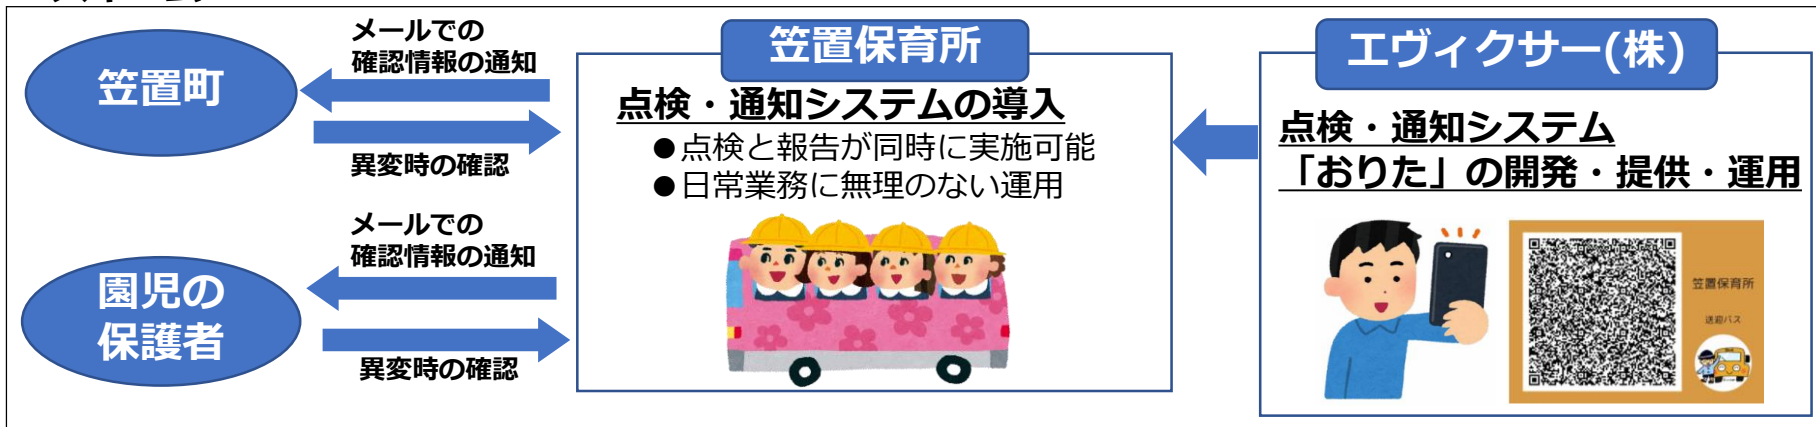 笠置町
メールでの
確認情報の通知
異変時の確認
園児の
保護者
メールでの
確認情報の通知
異変時の確認
笠置保育所
点検・通知システムの導入
●点検と報告が同時に実施可能
●日常業務に無理のない運用
エヴィクサー(株)
点検・通知システム
「おりた」の開発・提供・運用
笠置保育所
送迎バス